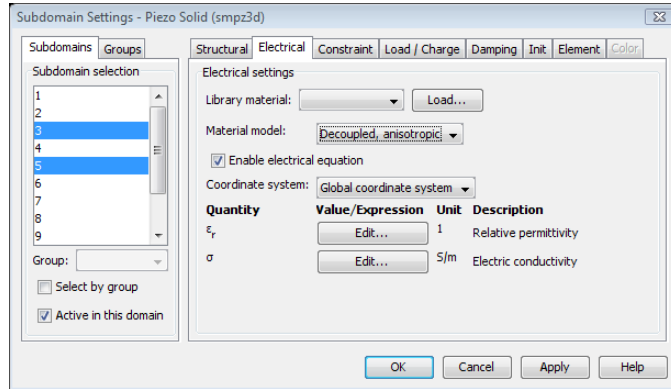 Subdomain Settings - Piezo Solid (smpz3d)
Subdomains Groups
Structural Electrical Constraint Load / Charge Damping Init Element Color
Subdomain selection
1
2
3
4
5
6
7
8
9
Group:
Select by group
Active in this domain
Electrical settings
Library material: Load...
Material model: Decoupled, anisotropic
Enable electrical equation
Coordinate system: Global coordinate system
Quantity Value/Expression Unit Description
εr Edit... 1 Relative permittivity
σ Edit... S/m Electric conductivity
OK Cancel Apply Help